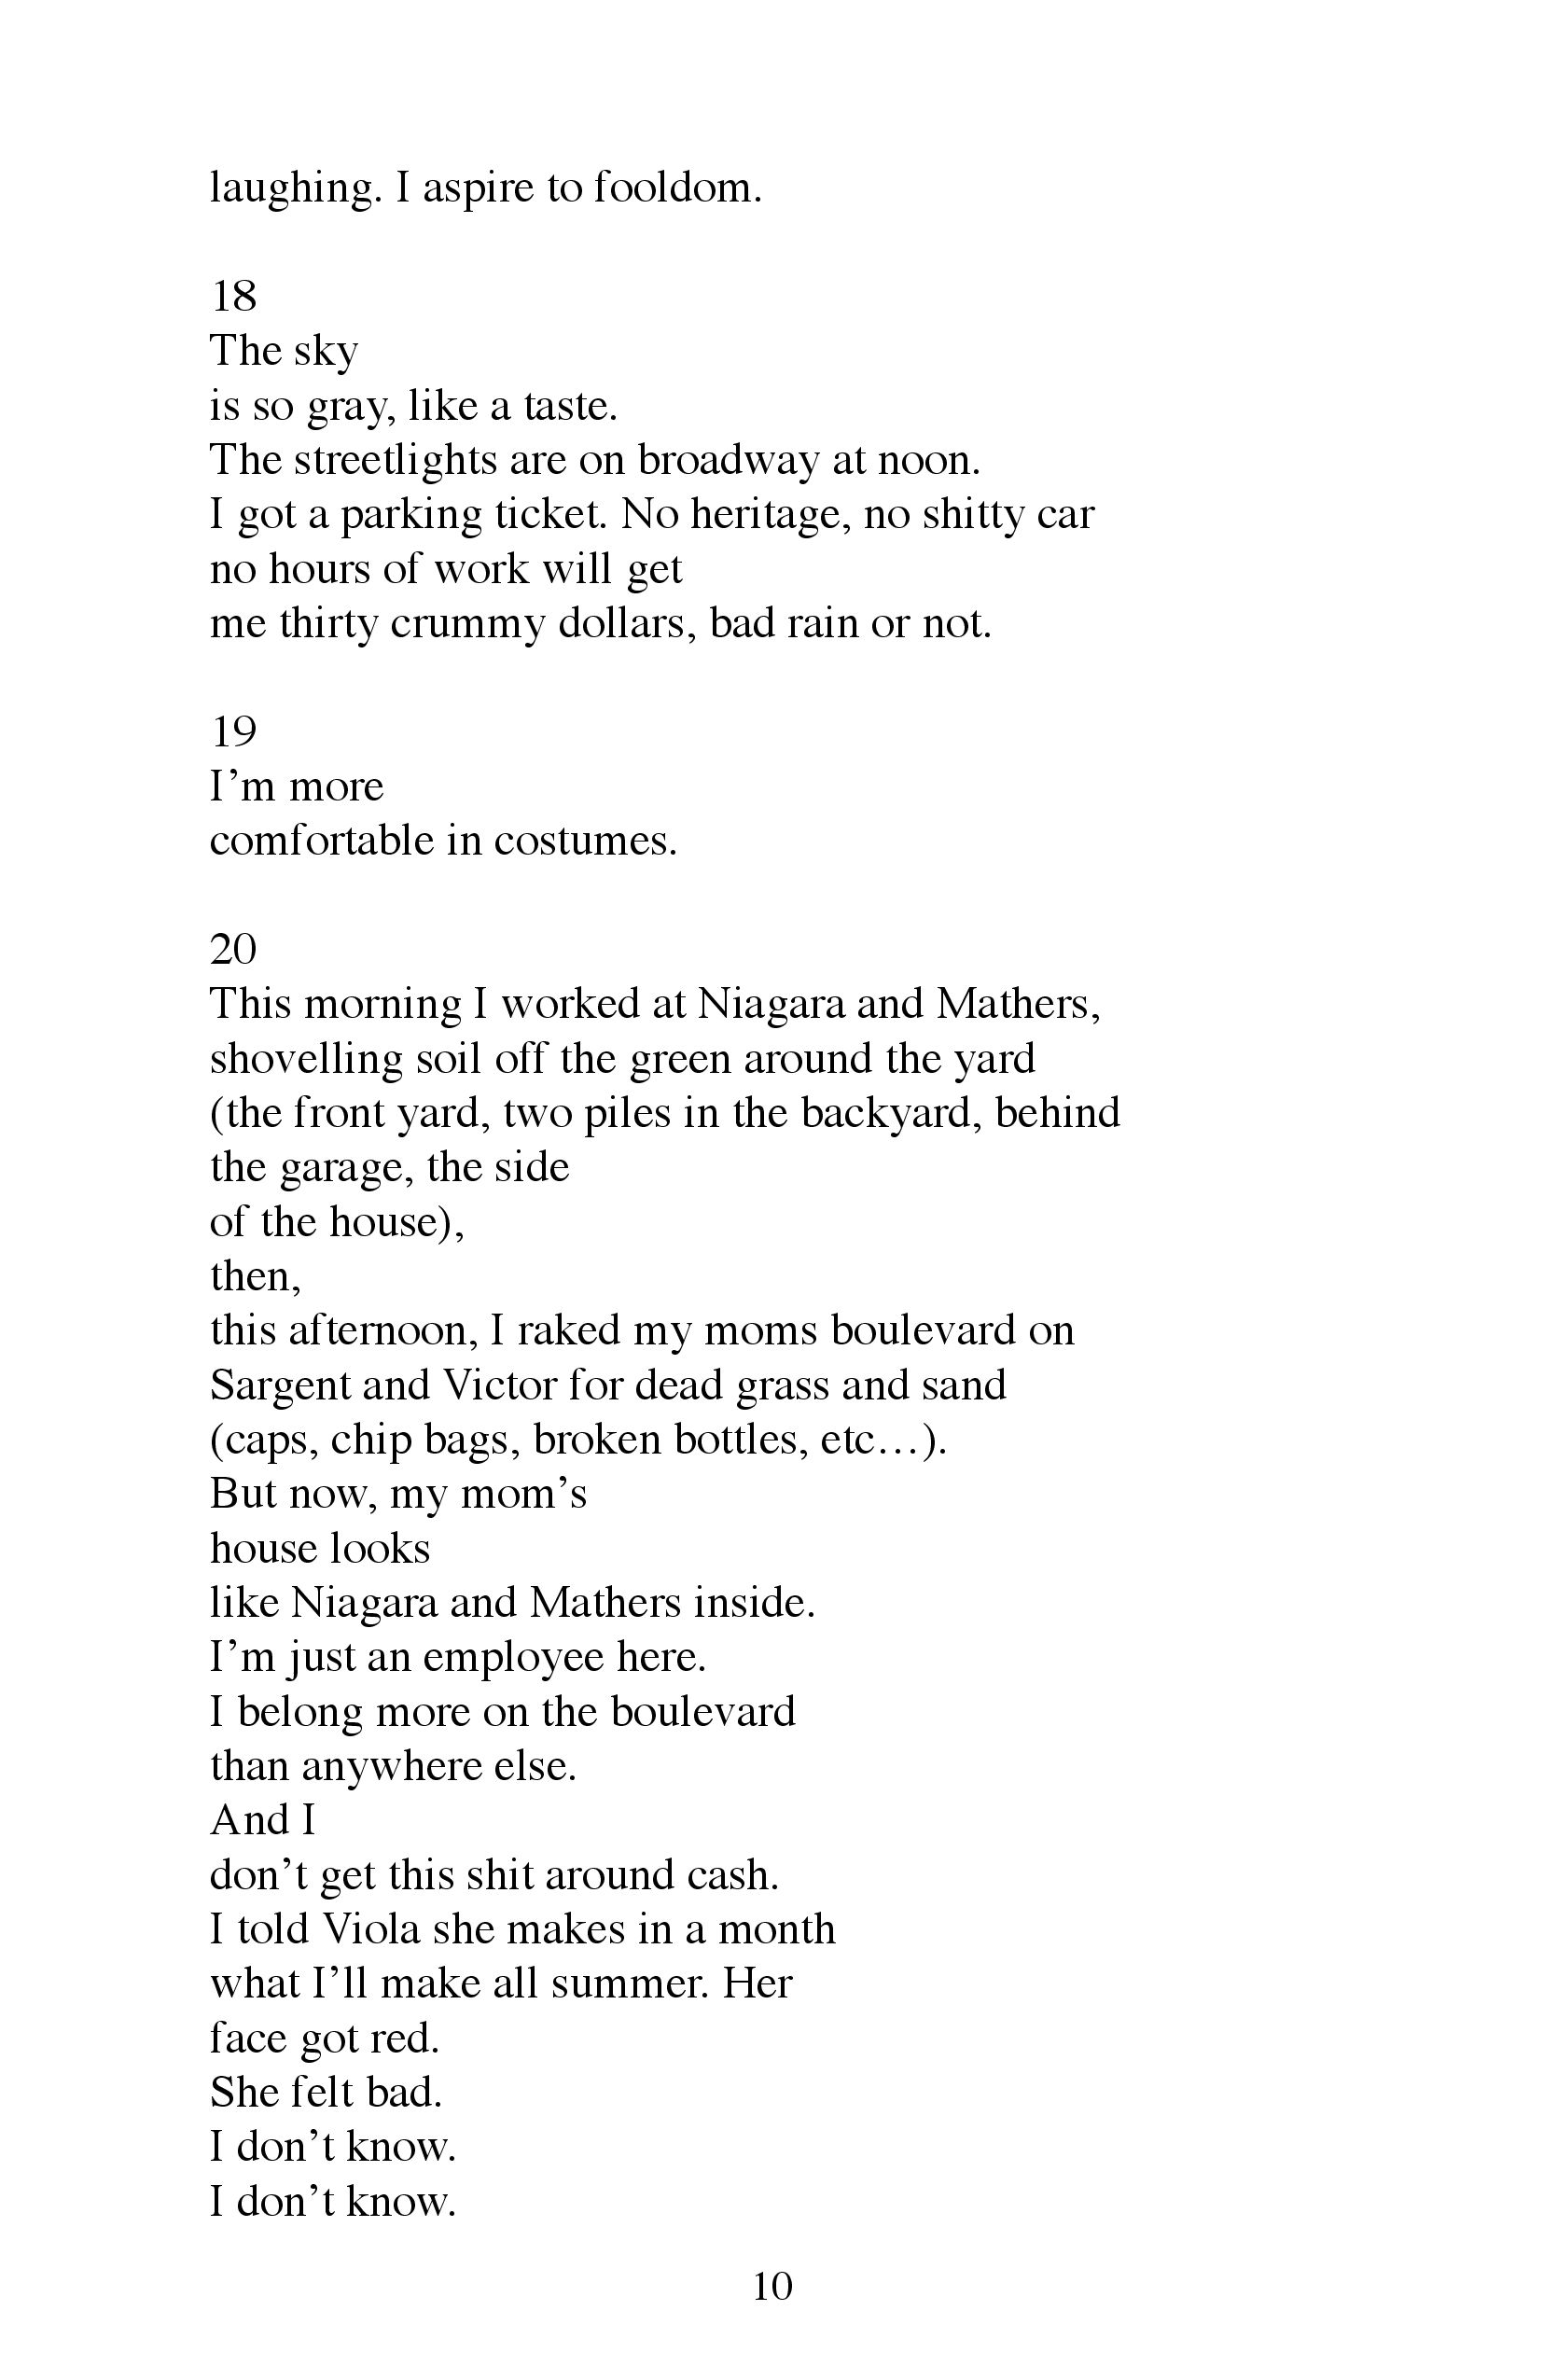 laughing. I aspire to fooldom.
18
The sky
is so gray, like a taste.
The streetlights are on broadway at noon.
I got a parking ticket. No heritage, no shitty car
no hours of work will get
me thirty crummy dollars, bad rain or not.
19
I’m more
comfortable in costumes.
20
This morning I worked at Niagara and Mathers,
shovelling soil off the green around the yard
(the front yard, two piles in the backyard, behind
the garage, the side
of the house),
then,
this afternoon, I raked my moms boulevard on
Sargent and Victor for dead grass and sand
(caps, chip bags, broken bottles, etc…).
But now, my mom’s
house looks
like Niagara and Mathers inside.
I’m just an employee here.
I belong more on the boulevard
than anywhere else.
And I
don’t get this shit around cash.
I told Viola she makes in a month
what I’ll make all summer. Her
face got red.
She felt bad.
I don’t know.
I don’t know.
10